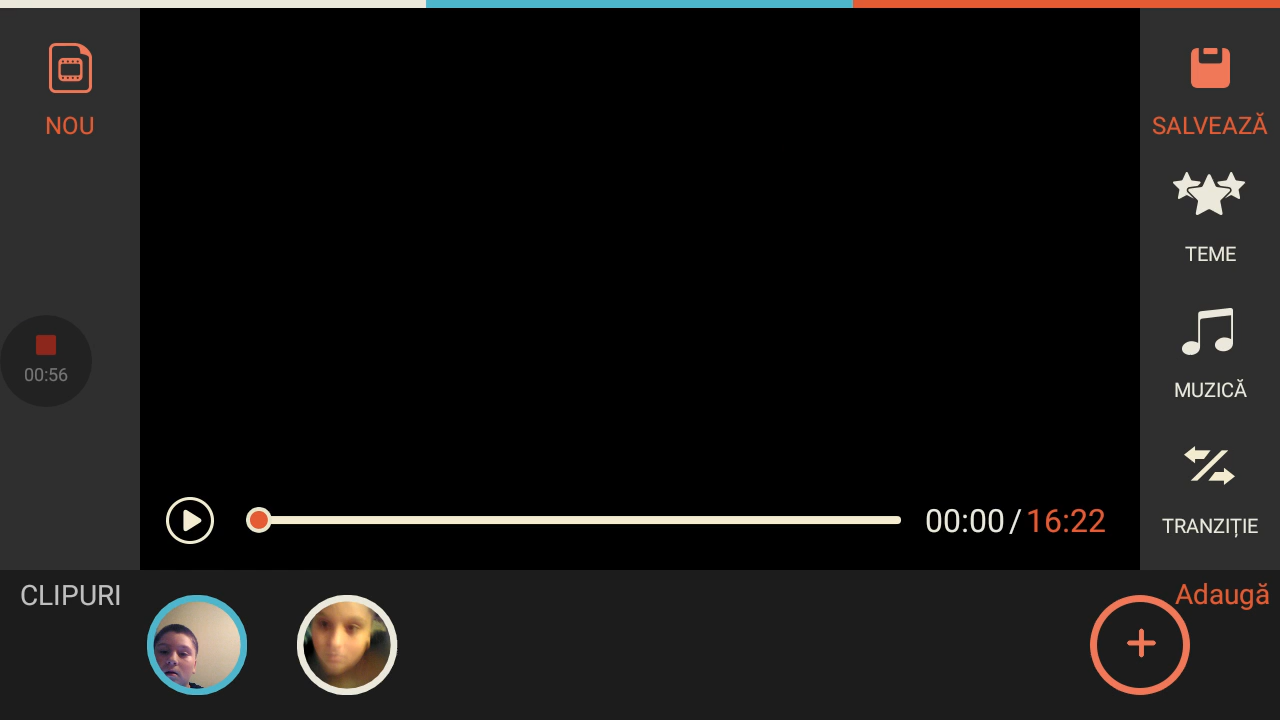 NOU
SALVEAZĂ
TEME
00:56
MUZICĂ
00:00/16:22
TRANZIȚIE
CLIPURI
Adaugă